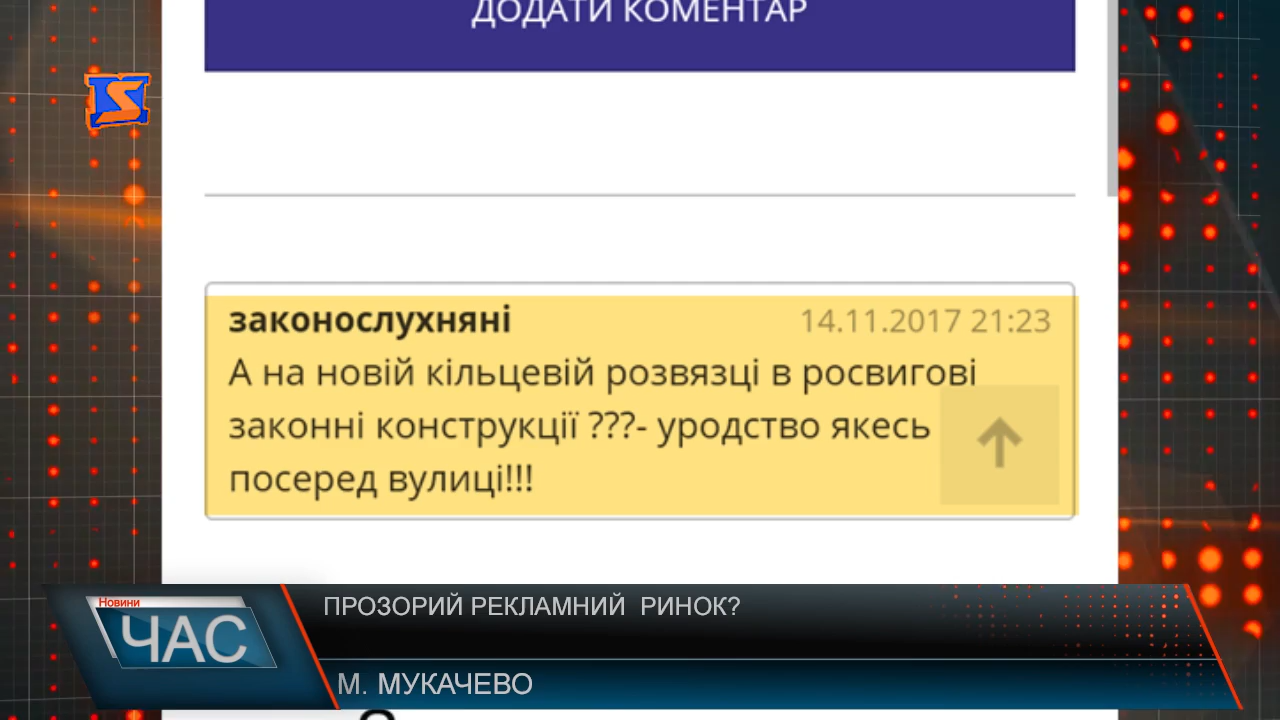 ДОДАТИ КОМЕНТАР
законослухняні 14.11.2017 21:23
А на новій кільцевій розвязці в росвигові
законні конструкції ???- уродство якесь
посеред вулиці!!!
Новини
ЧАС
ПРОЗОРИЙ РЕКЛАМНИЙ РИНОК?
М. МУКАЧЕВО